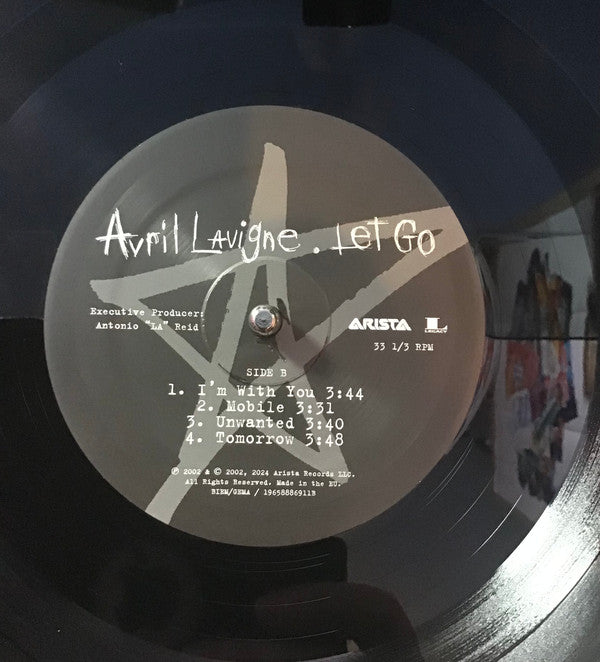 Avril Lavigne . Let Go
Executive Producer:
Antonio "LA" Reid
ARISTA
L
LEGACY
33 1/3 RPM
SIDE B
1. I'm With You 3:44
2. Mobile 3:31
3. Unwanted 3:40
4. Tomorrow 3:48
℗ 2002 & © 2002, 2024 Arista Records LLC.
All Rights Reserved. Made in the EU.
BIEM/GEMA / 19658886911B